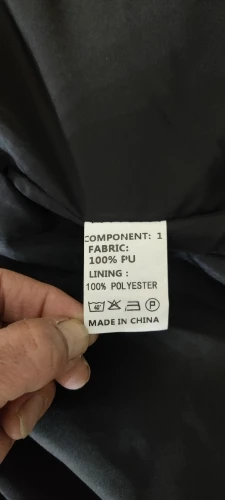 COMPONENT: 1
FABRIC:
100% PU
LINING :
100% POLYESTER
P
MADE IN CHINA